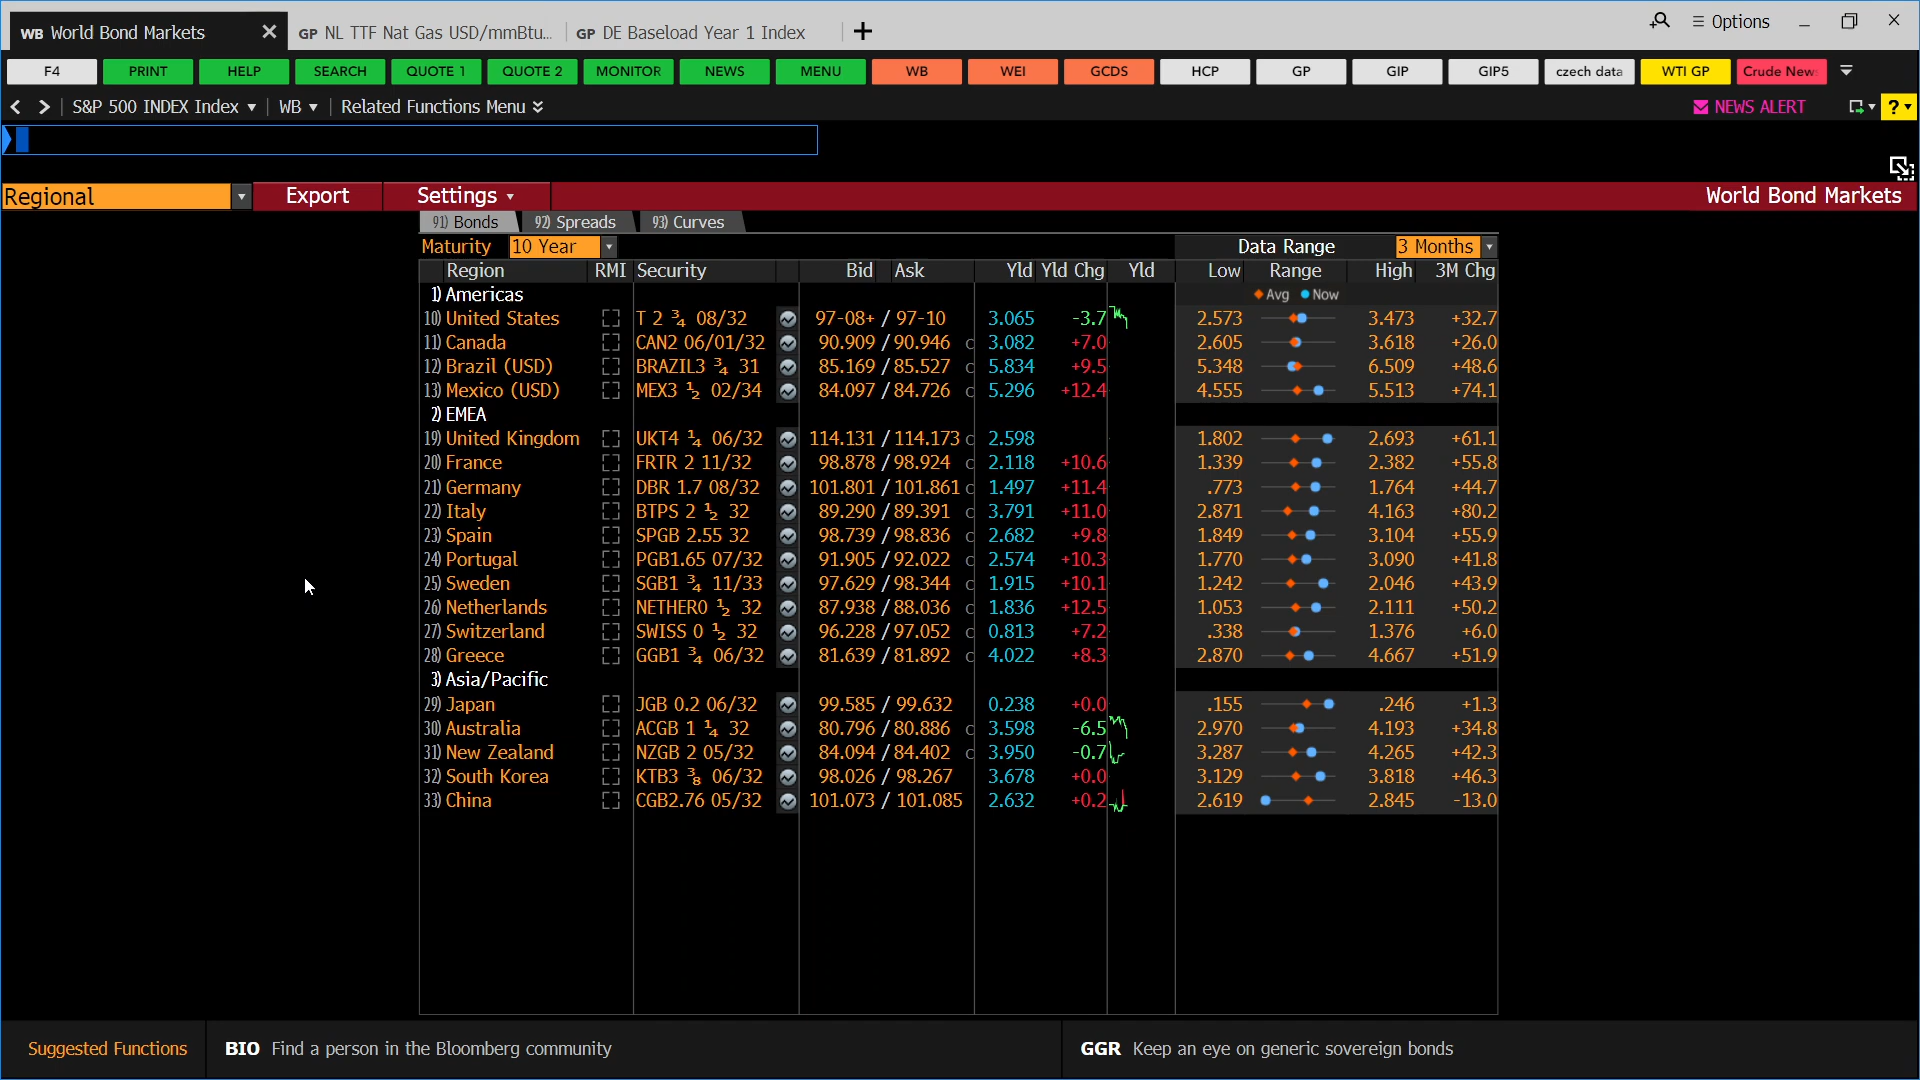 WB World Bond Markets × GP NL TTF Nat Gas USD/mmBtu... GP DE Baseload Year 1 Index + Options
F4 PRINT HELP SEARCH QUOTE 1 QUOTE 2 MONITOR NEWS MENU WB WEI GCDS HCP GP GIP GIP5 czech data WTI GP Crude New
S&P 500 INDEX Index WB Related Functions Menu NEWS ALERT ?
Regional Export Settings World Bond Markets
91) Bonds 92) Spreads 93) Curves
Maturity 10 Year Data Range 3 Months
Region RMI Security Bid Ask Yld Yld Chg Yld Low Range High 3M Chg
1) Americas Avg Now
10) United States T 2 ¾ 08/32 97-08+ / 97-10 3.065 -3.7 2.573 3.473 +32.7
11) Canada CAN2 06/01/32 90.909 / 90.946 c 3.082 +7.0 2.605 3.618 +26.0
12) Brazil (USD) BRAZIL3 ¾ 31 85.169 / 85.527 c 5.834 +9.5 5.348 6.509 +48.6
13) Mexico (USD) MEX3 ½ 02/34 84.097 / 84.726 c 5.296 +12.4 4.555 5.513 +74.1
2) EMEA
19) United Kingdom UKT4 ¼ 06/32 114.131 / 114.173 c 2.598 1.802 2.693 +61.1
20) France FRTR 2 11/32 98.878 / 98.924 c 2.118 +10.6 1.339 2.382 +55.8
21) Germany DBR 1.7 08/32 101.801 / 101.861 c 1.497 +11.4 .773 1.764 +44.7
22) Italy BTPS 2 ½ 32 89.290 / 89.391 c 3.791 +11.0 2.871 4.163 +80.2
23) Spain SPGB 2.55 32 98.739 / 98.836 c 2.682 +9.8 1.849 3.104 +55.9
24) Portugal PGB1.65 07/32 91.905 / 92.022 c 2.574 +10.3 1.770 3.090 +41.8
25) Sweden SGB1 ¾ 11/33 97.629 / 98.344 c 1.915 +10.1 1.242 2.046 +43.9
26) Netherlands NETHER0 ½ 32 87.938 / 88.036 c 1.836 +12.5 1.053 2.111 +50.2
27) Switzerland SWISS 0 ½ 32 96.228 / 97.052 c 0.813 +7.2 .338 1.376 +6.0
28) Greece GGB1 ¾ 06/32 81.639 / 81.892 c 4.022 +8.3 2.870 4.667 +51.9
3) Asia/Pacific
29) Japan JGB 0.2 06/32 99.585 / 99.632 0.238 +0.0 .155 .246 +1.3
30) Australia ACGB 1 ¼ 32 80.796 / 80.886 c 3.598 -6.5 2.970 4.193 +34.8
31) New Zealand NZGB 2 05/32 84.094 / 84.402 c 3.950 -0.7 3.287 4.265 +42.3
32) South Korea KTB3 ⅜ 06/32 98.026 / 98.267 3.678 +0.0 3.129 3.818 +46.3
33) China CGB2.76 05/32 101.073 / 101.085 2.632 +0.2 2.619 2.845 -13.0
Suggested Functions BIO Find a person in the Bloomberg community GGR Keep an eye on generic sovereign bonds